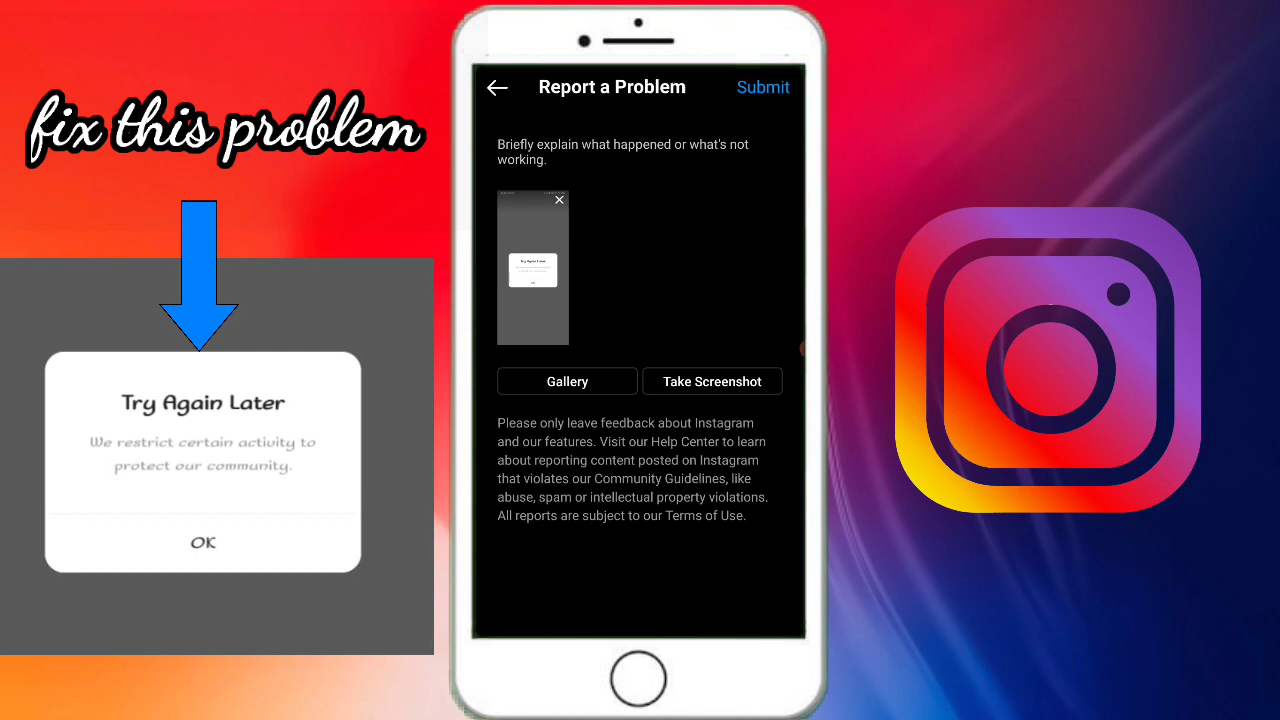 fix this problem
Try Again Later
We restrict certain activity to
protect our community.
OK
Report a Problem
Submit
Briefly explain what happened or what's not
working.
Try Again Later
Gallery
Take Screenshot
Please only leave feedback about Instagram
and our features. Visit our Help Center to learn
about reporting content posted on Instagram
that violates our Community Guidelines, like
abuse, spam or intellectual property violations.
All reports are subject to our Terms of Use.